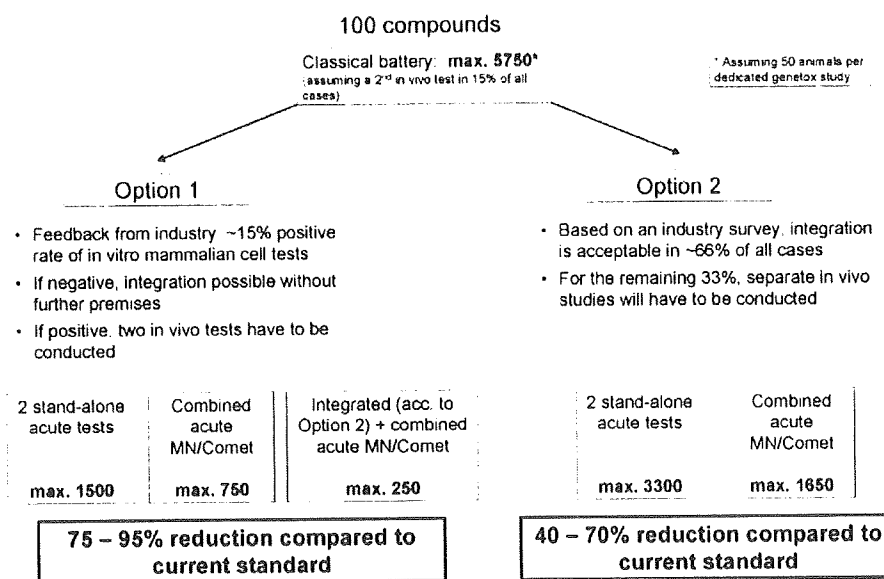 100 compounds
Classical battery: max. 5750*
(assuming a 2nd in vivo test in 15% of all
cases)
* Assuming 50 animals per
dedicated genetox study
Option 1
• Feedback from industry ~15% positive
rate of in vitro mammalian cell tests
• If negative, integration possible without
further premises
• If positive, two in vivo tests have to be
conducted
2 stand-alone
acute tests
max. 1500
Combined
acute
MN/Comet
max. 750
Integrated (acc. to
Option 2) + combined
acute MN/Comet
max. 250
75 – 95% reduction compared to
current standard
Option 2
• Based on an industry survey, integration
is acceptable in ~66% of all cases
• For the remaining 33%, separate in vivo
studies will have to be conducted
2 stand-alone
acute tests
max. 3300
Combined
acute
MN/Comet
max. 1650
40 – 70% reduction compared to
current standard